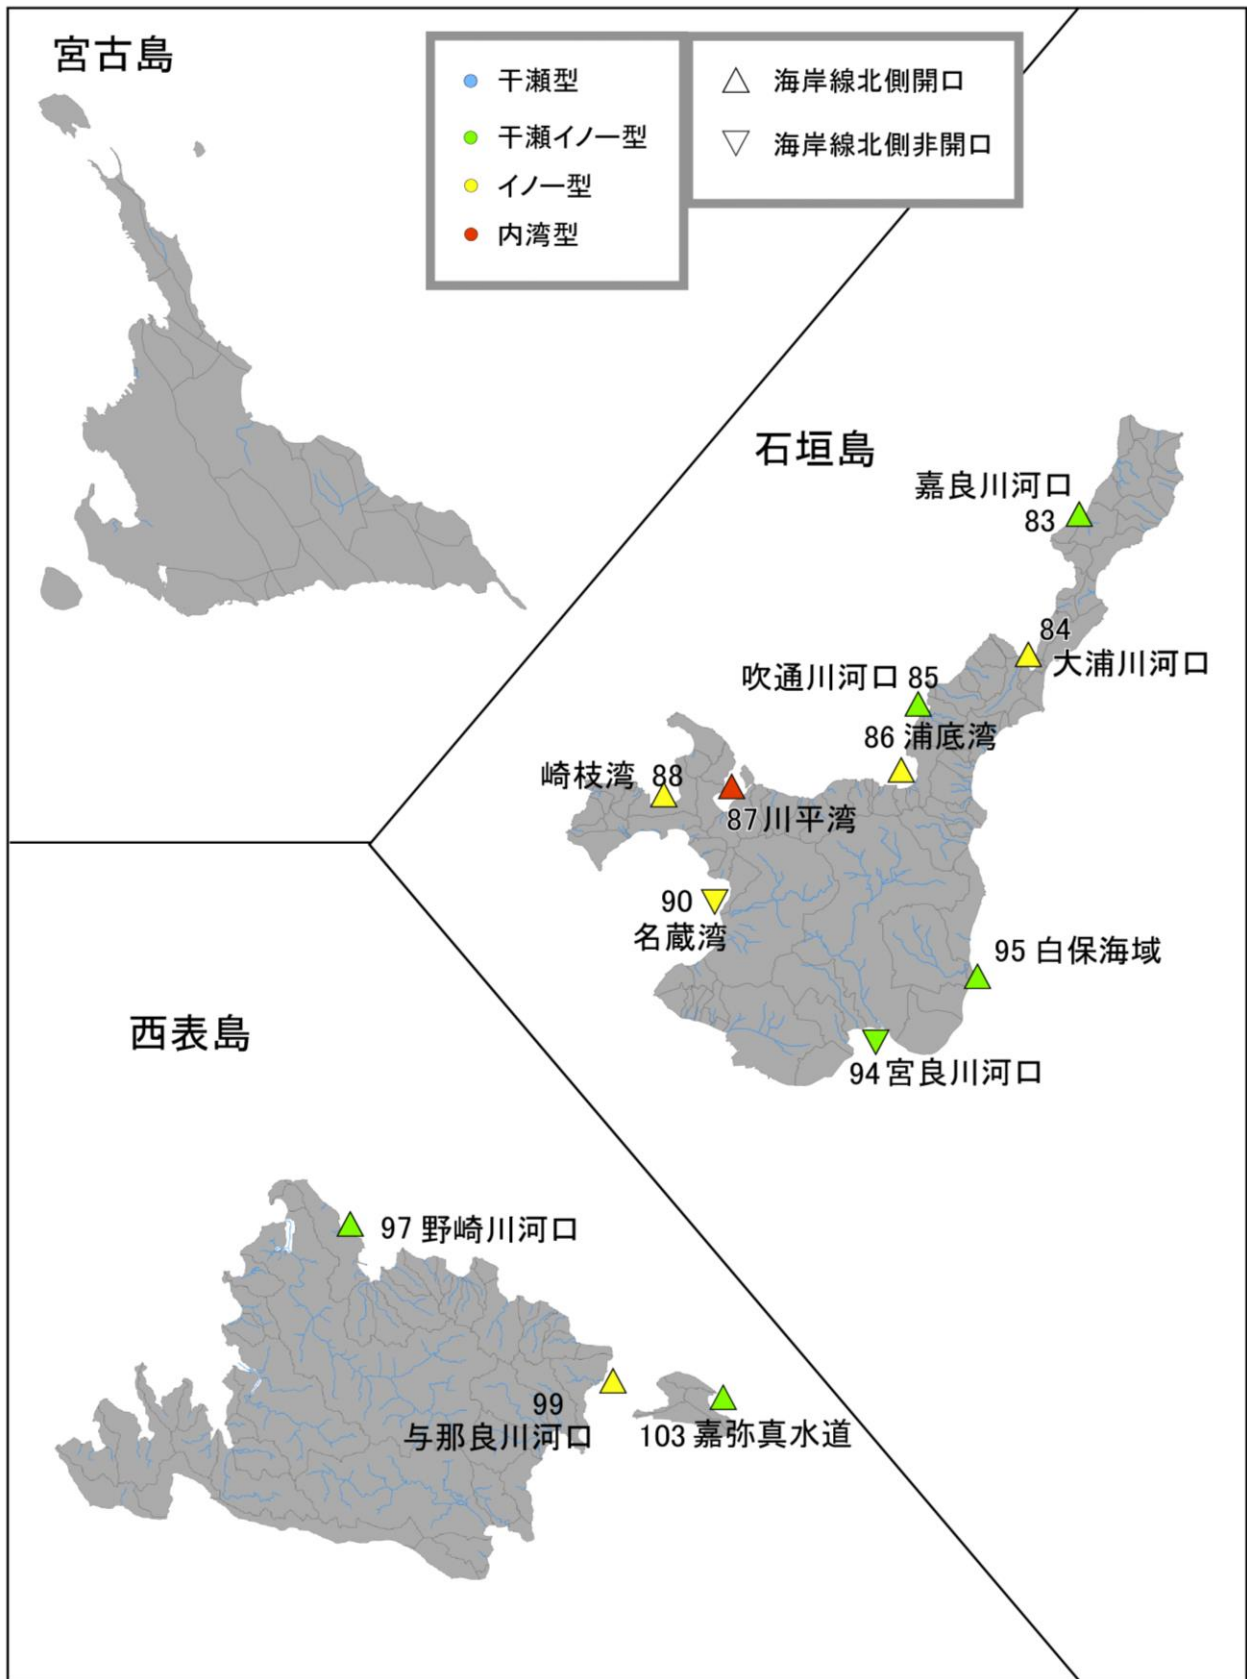 宮古島
干瀬型
干瀬イノー型
イノー型
内湾型
海岸線北側開口
海岸線北側非開口
石垣島
嘉良川河口
83
84
大浦川河口
吹通川河口 85
86 浦底湾
崎枝湾 88
87 川平湾
90
名蔵湾
95 白保海域
94 宮良川河口
西表島
97 野崎川河口
99
与那良川河口
103 嘉弥真水道